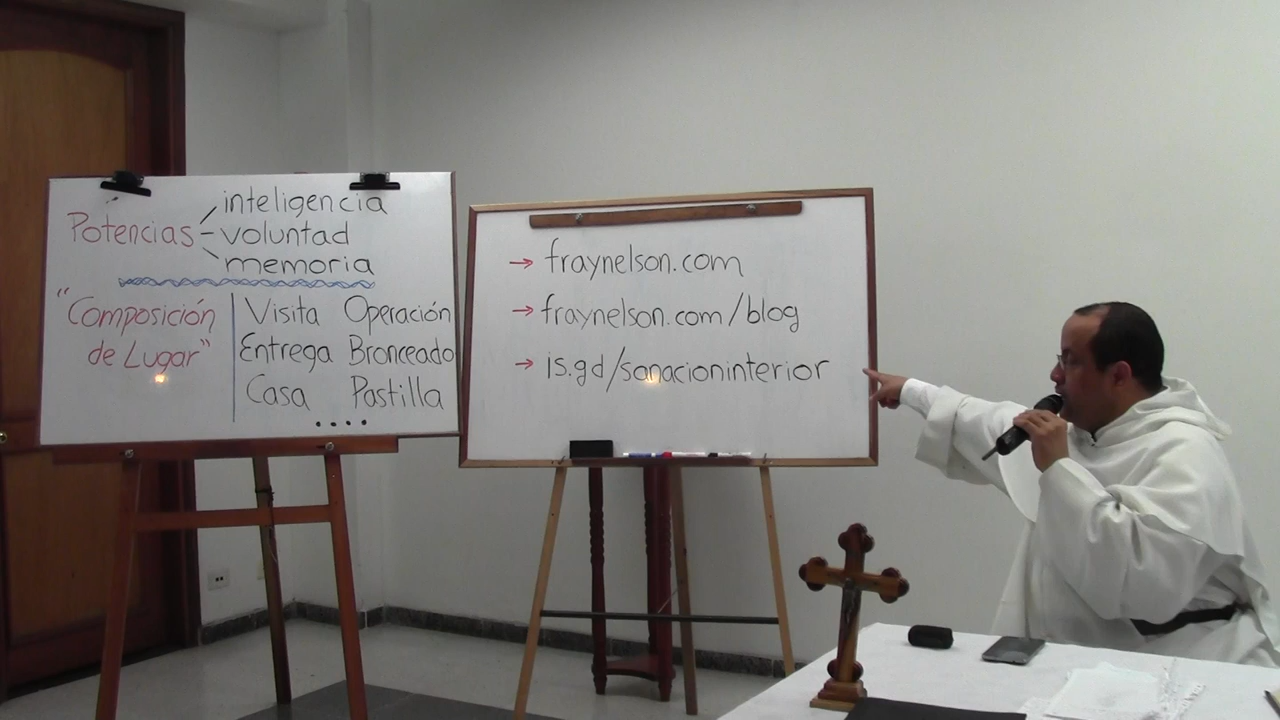 Potencias
inteligencia
voluntad
memoria
"Composición
de Lugar"
Visita Operación
Entrega Bronceado
Casa Pastilla
....
→ fraynelson.com
→ fraynelson.com/blog
→ is.gd/sanacioninterior